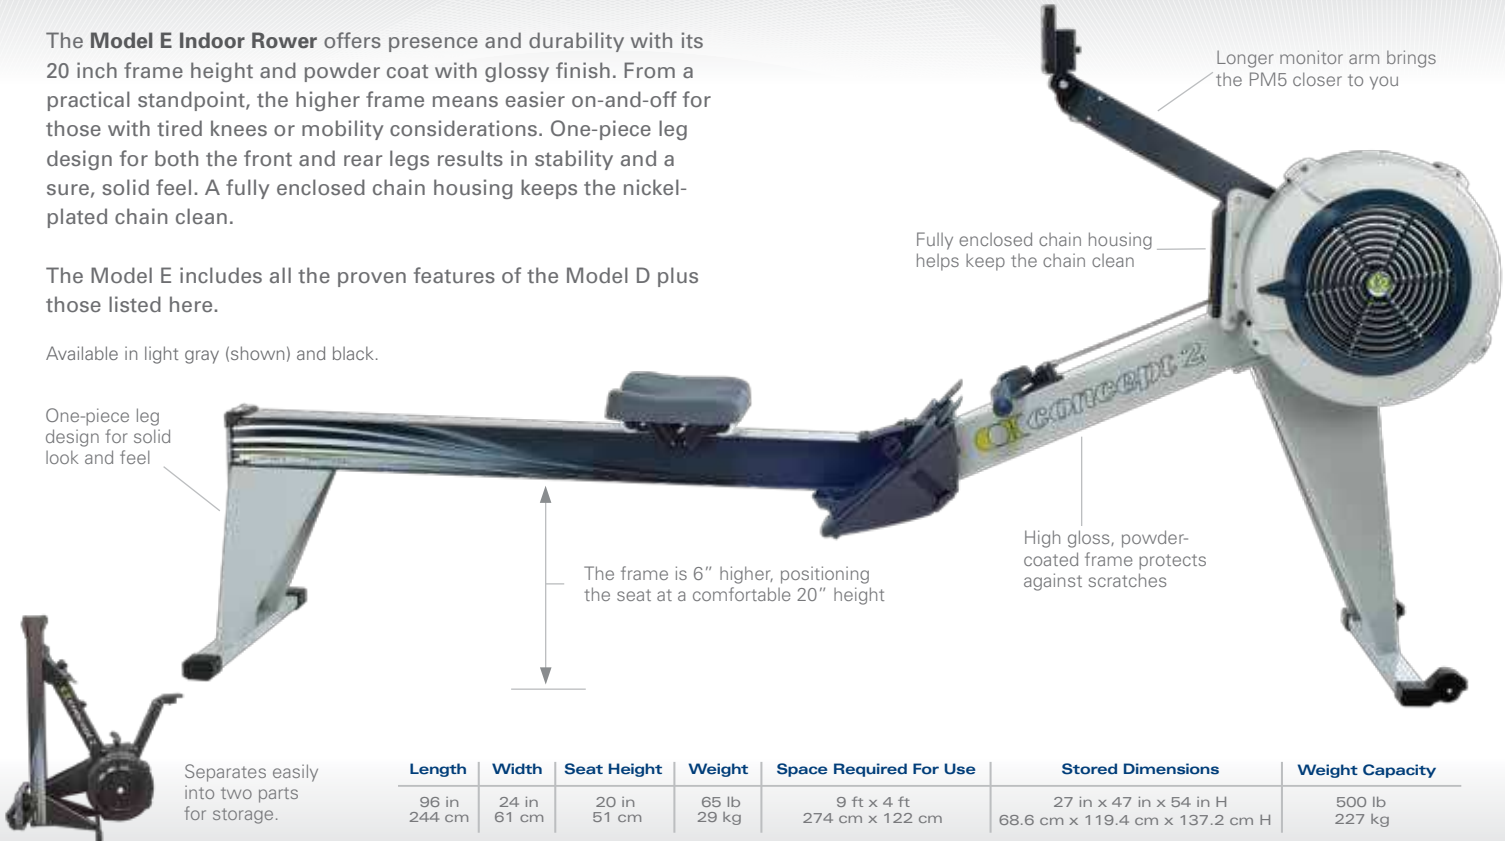 The Model E Indoor Rower offers presence and durability with its
20 inch frame height and powder coat with glossy finish. From a
practical standpoint, the higher frame means easier on-and-off for
those with tired knees or mobility considerations. One-piece leg
design for both the front and rear legs results in stability and a
sure, solid feel. A fully enclosed chain housing keeps the nickel-
plated chain clean.
The Model E includes all the proven features of the Model D plus
those listed here.
Available in light gray (shown) and black.
Longer monitor arm brings
the PM5 closer to you
Fully enclosed chain housing
helps keep the chain clean
concept 2
One-piece leg
design for solid
look and feel
High gloss, powder-
coated frame protects
against scratches
The frame is 6” higher, positioning
the seat at a comfortable 20” height
Separates easily
into two parts
for storage.
Length Width Seat Height Weight Space Required For Use Stored Dimensions Weight Capacity
96 in 24 in 20 in 65 lb 9 ft x 4 ft 27 in x 47 in x 54 in H 500 lb
244 cm 61 cm 51 cm 29 kg 274 cm x 122 cm 68.6 cm x 119.4 cm x 137.2 cm H 227 kg